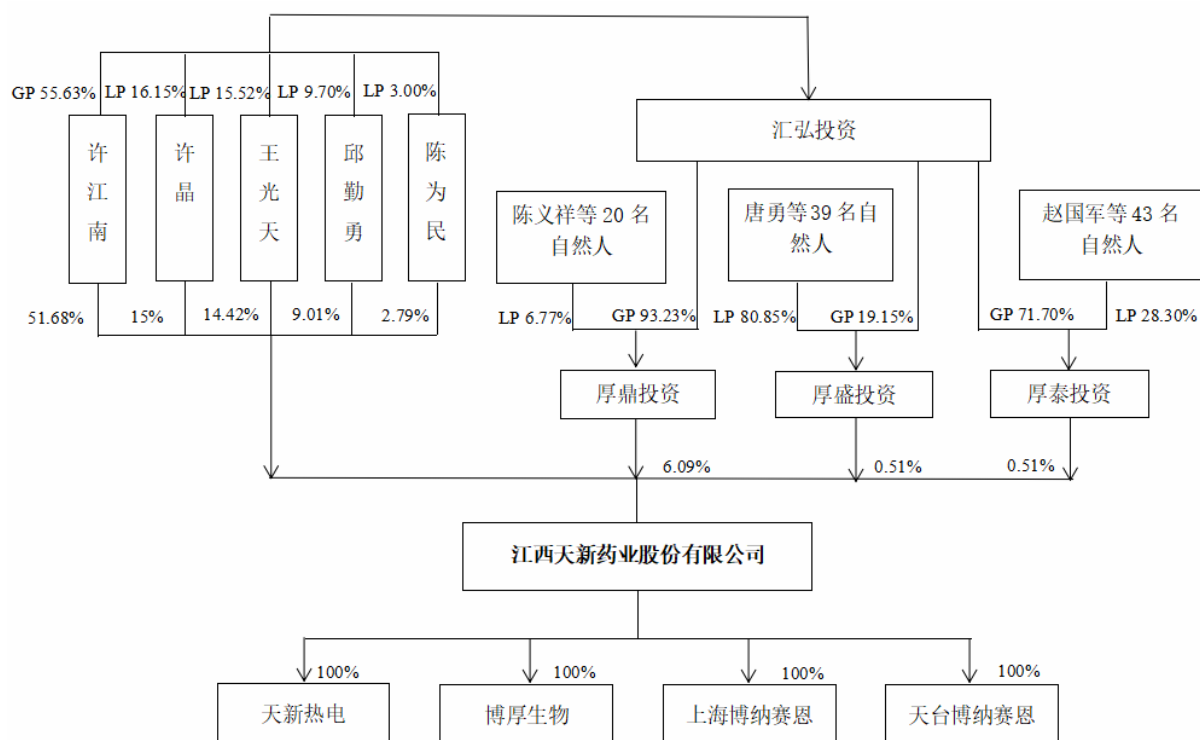 GP 55.63% LP 16.15% LP 15.52% LP 9.70% LP 3.00%
汇弘投资
许江南
许晶
王光天
邱勤勇
陈为民
陈义祥等 20 名
自然人
唐勇等39 名自
然人
赵国军等 43 名
自然人
51.68% 15% 14.42% 9.01% 2.79%
LP 6.77% GP 93.23% LP 80.85% GP 19.15% GP 71.70% LP 28.30%
厚鼎投资
厚盛投资
厚泰投资
6.09% 0.51% 0.51%
江西天新药业股份有限公司
100% 100% 100% 100%
天新热电
博厚生物
上海博纳赛恩
天台博纳赛恩